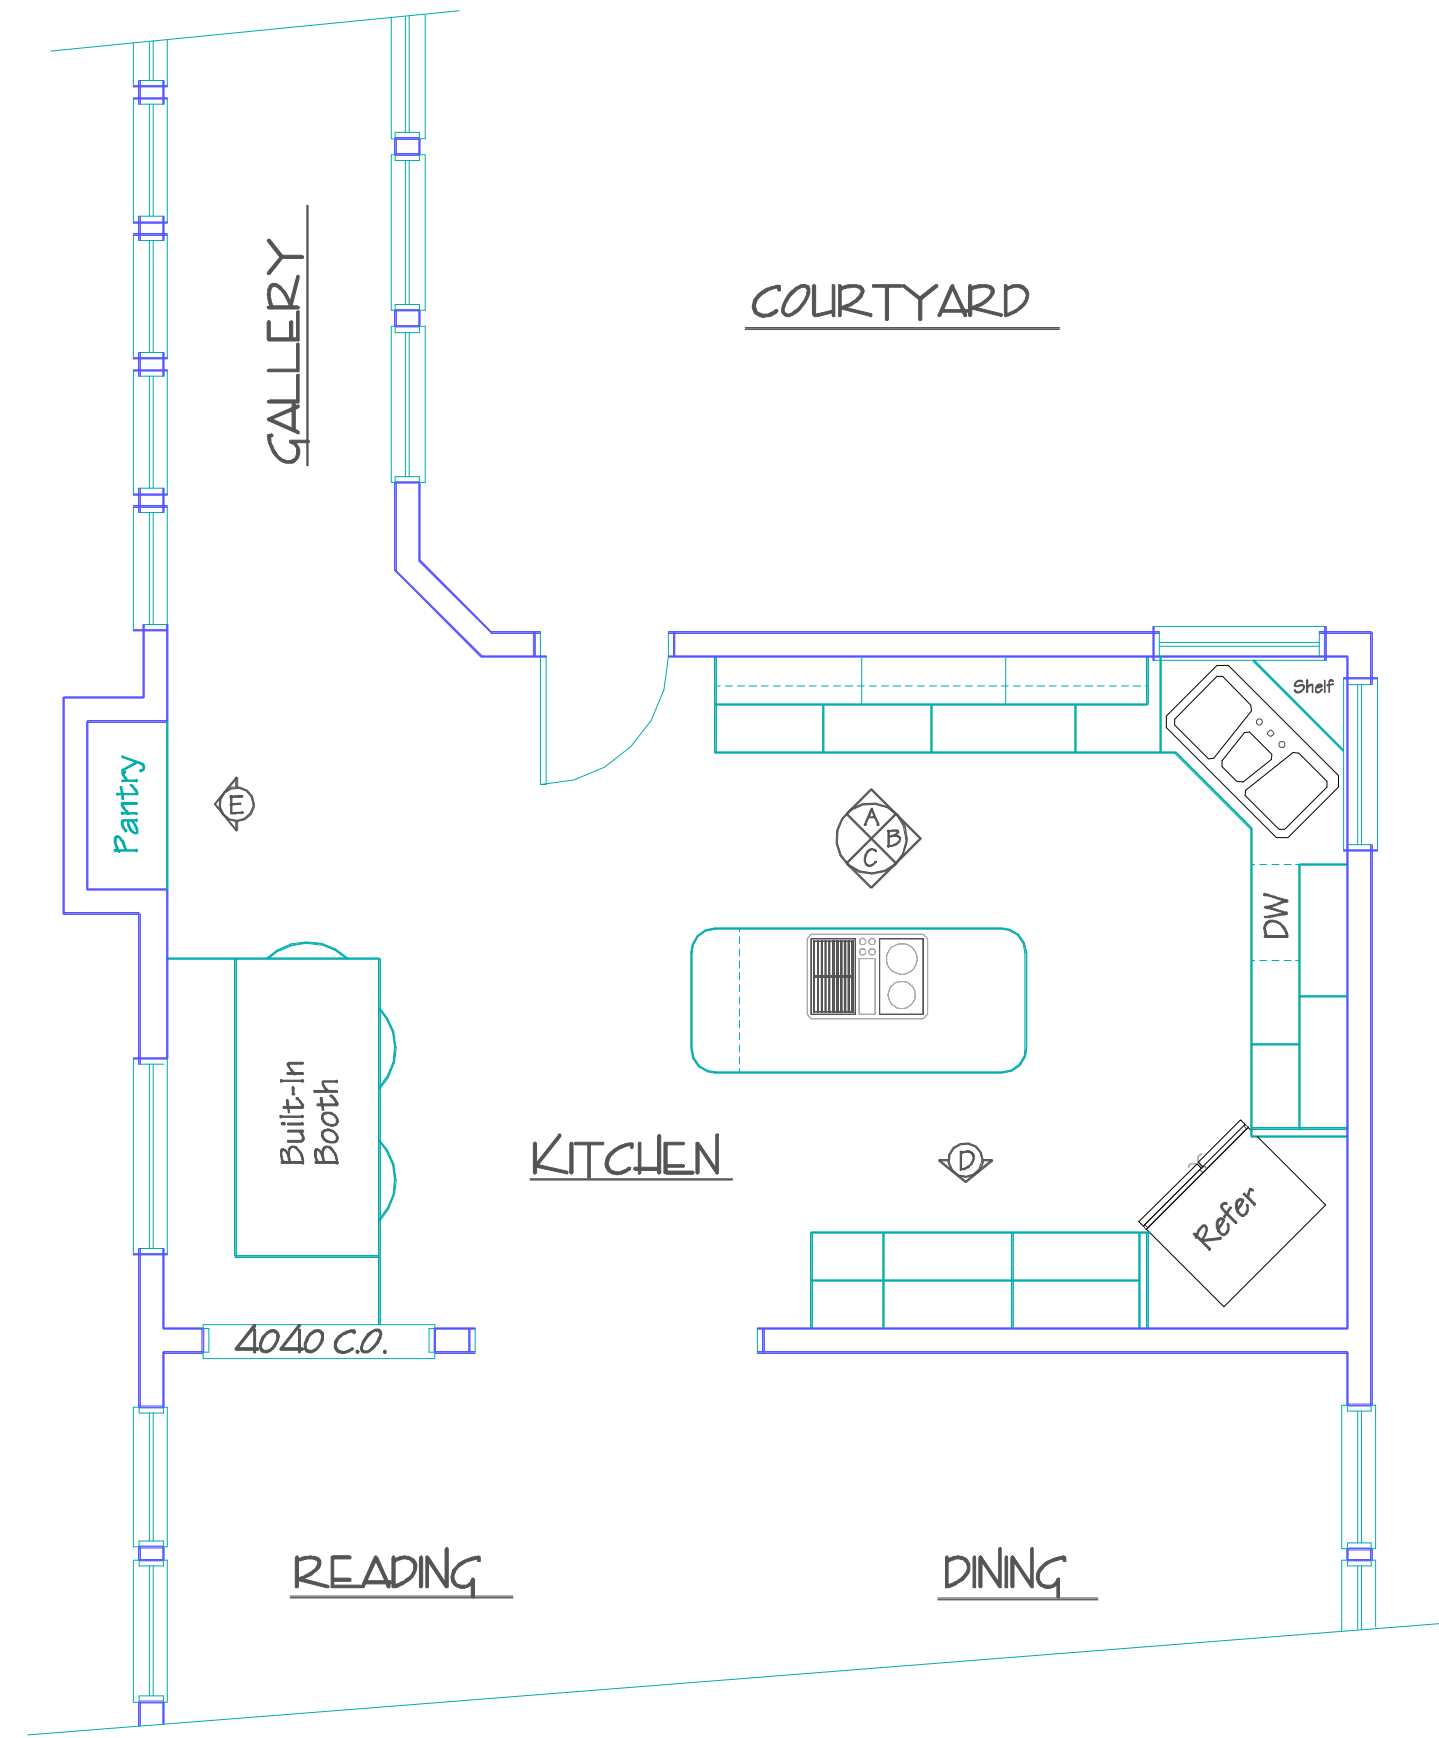 GALLERY
COURTYARD
Shelf
Pantry
E
A
B
C
DW
Built-In
Booth
KITCHEN
D
Refer
4040 C.O.
READING
DINING